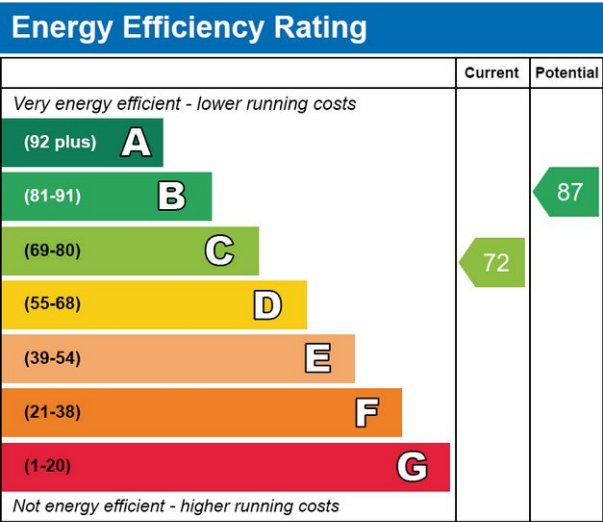 Energy Efficiency Rating
Current Potential
Very energy efficient - lower running costs
(92 plus) A
(81-91) B
87
(69-80) C
72
(55-68) D
(39-54) E
(21-38) F
(1-20) G
Not energy efficient - higher running costs